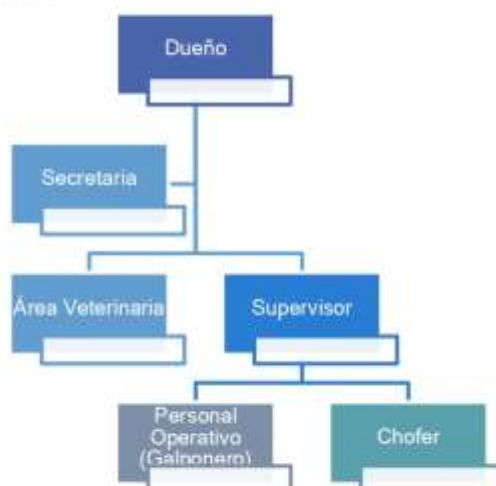 Dueño
Secretaria
Área Veterinaria
Supervisor
Personal
Operativo
(Galponero)
Chofer